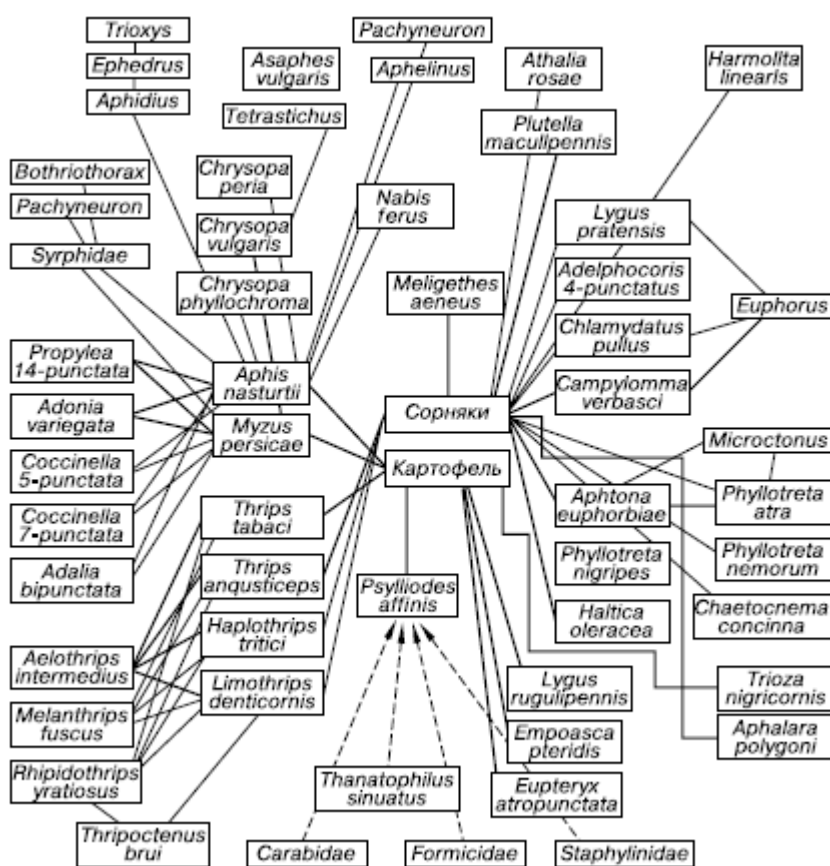 Trioxys
Ephedrus
Aphidius
Asaphes
vulgaris
Tetrastichus
Pachyneuron
Aphelinus
Athalia
rosae
Plutella
macullpennis
Harmolita
linearis
Bothriothorax
Pachyneuron
Syrphidae
Chrysopa
peria
Chrysopa
vulgaris
Chrysopa
phyllochroma
Nabis
ferus
Meligethes
aeneus
Lygus
pratensis
Adelphocoris
4-punctatus
Chlamydatus
pullus
Campylomma
verbasci
Euphorus
Propylea
14-punctata
Adonia
variegata
Coccinella
5-punctata
Coccinella
7-punctata
Adalia
bipunctata
Aphis
nasturtii
Myzus
persicae
Сорняки
Картофель
Thrips
tabaci
Thrips
anqusticeps
Haplothrips
tritici
Limothrips
denticornis
Psylliodes
affinis
Aphtona
euphorbiae
Phyllotreta
nigripes
Haltica
oleracea
Microctonus
Phyllotreta
atra
Phyllotreta
nemorum
Chaetocnema
concinna
Trioza
nigricornis
Aphalara
polygoni
Aelothrips
intermedius
Melanthrips
fuscus
Rhipidothrips
yratiosus
Thripoctenus
brui
Lygus
rugulipennis
Empoasca
pteridis
Eupteryx
atropunctata
Thanatophilus
sinuatus
Carabidae
Formicidae
Staphylinidae